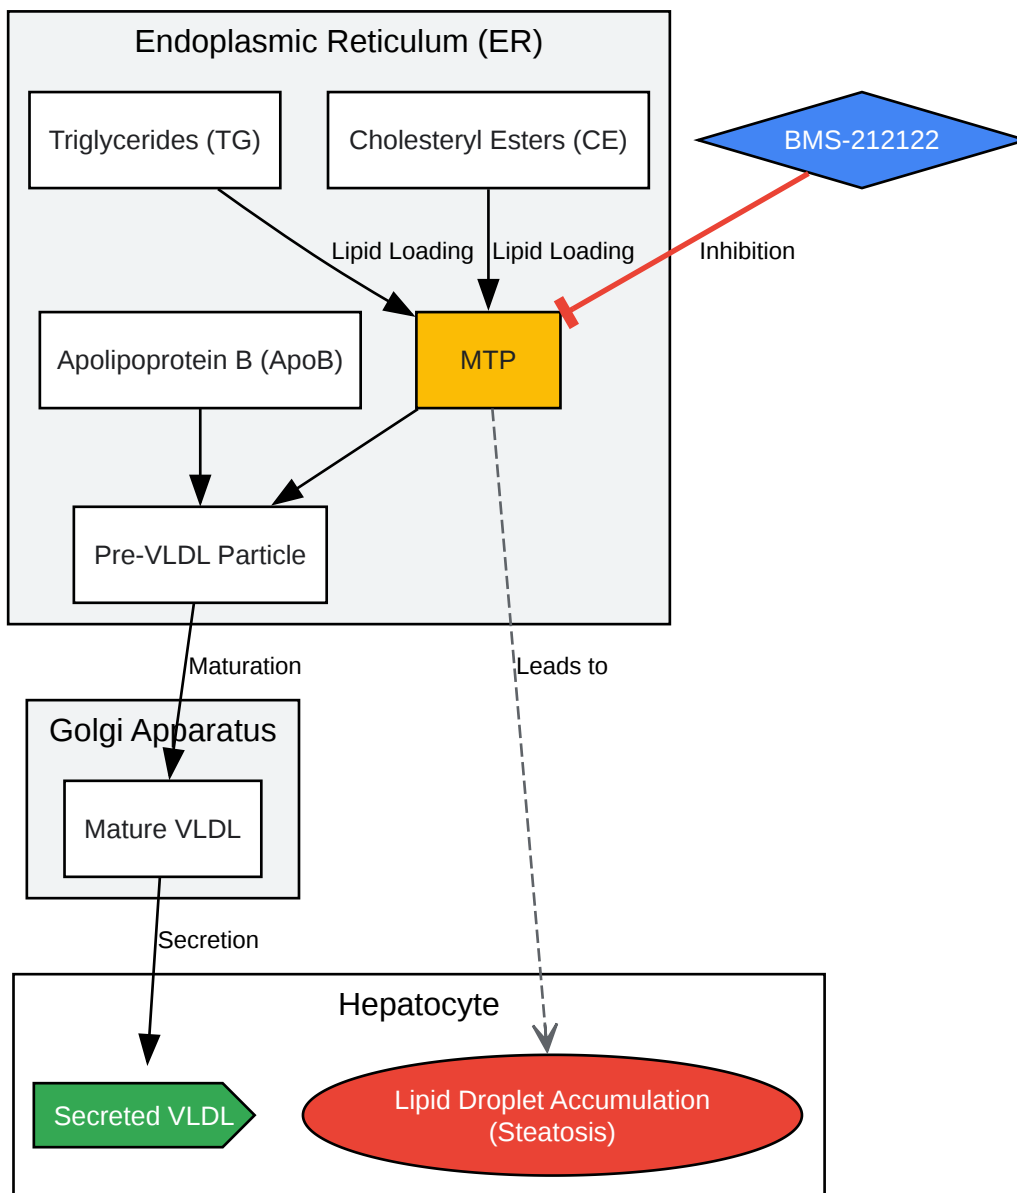 Endoplasmic Reticulum (ER)
Triglycerides (TG)
Cholesteryl Esters (CE)
BMS-212122
Lipid Loading
Lipid Loading
Inhibition
Apolipoprotein B (ApoB)
MTP
Pre-VLDL Particle
Maturation
Leads to
Golgi Apparatus
Mature VLDL
Secretion
Hepatocyte
Secreted VLDL
Lipid Droplet Accumulation
(Steatosis)